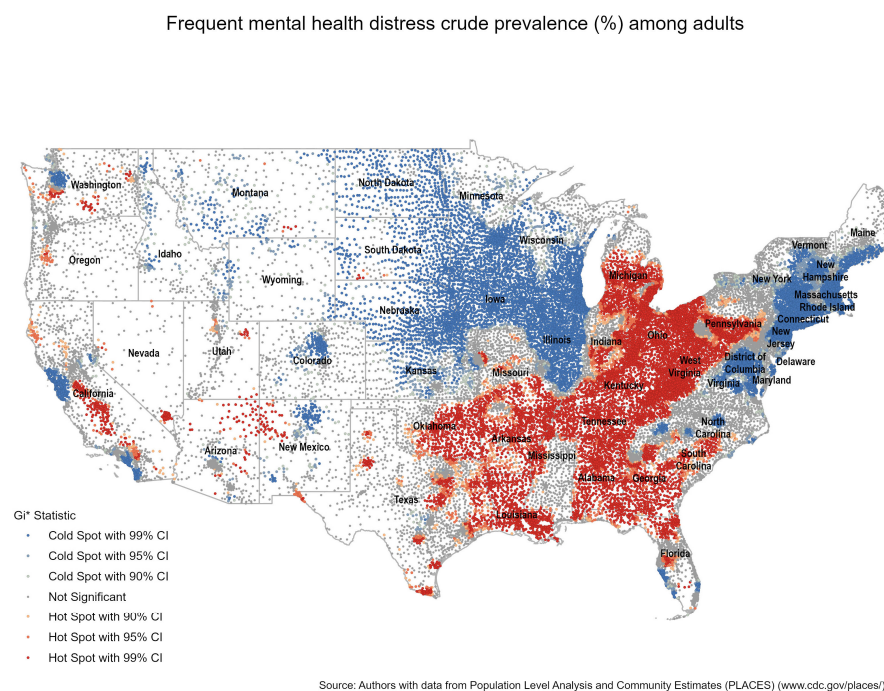 Frequent mental health distress crude prevalence (%) among adults
Washington
Montana
North Dakota
Minnesota
Maine
Vermont
Oregon
Idaho
South Dakota
Wisconsin
New
Hampshire
Wyoming
Michigan
New York
Massachusetts
Rhode Island
Nebraska
Iowa
Connecticut
Pennsylvania
New
Jersey
Nevada
Utah
Colorado
Illinois
Indiana
Ohio
West
Virginia
District of
Columbia
Delaware
Kansas
Missouri
Kentucky
Virginia
Maryland
California
Oklahoma
Tennessee
North
Carolina
Arizona
New Mexico
Arkansas
Mississippi
South
Carolina
Alabama
Georgia
Texas
Louisiana
Florida
Gi* Statistic
Cold Spot with 99% CI
Cold Spot with 95% CI
Cold Spot with 90% CI
Not Significant
Hot Spot with 90% CI
Hot Spot with 95% CI
Hot Spot with 99% CI
Source: Authors with data from Population Level Analysis and Community Estimates (PLACES) (www.cdc.gov/places/)